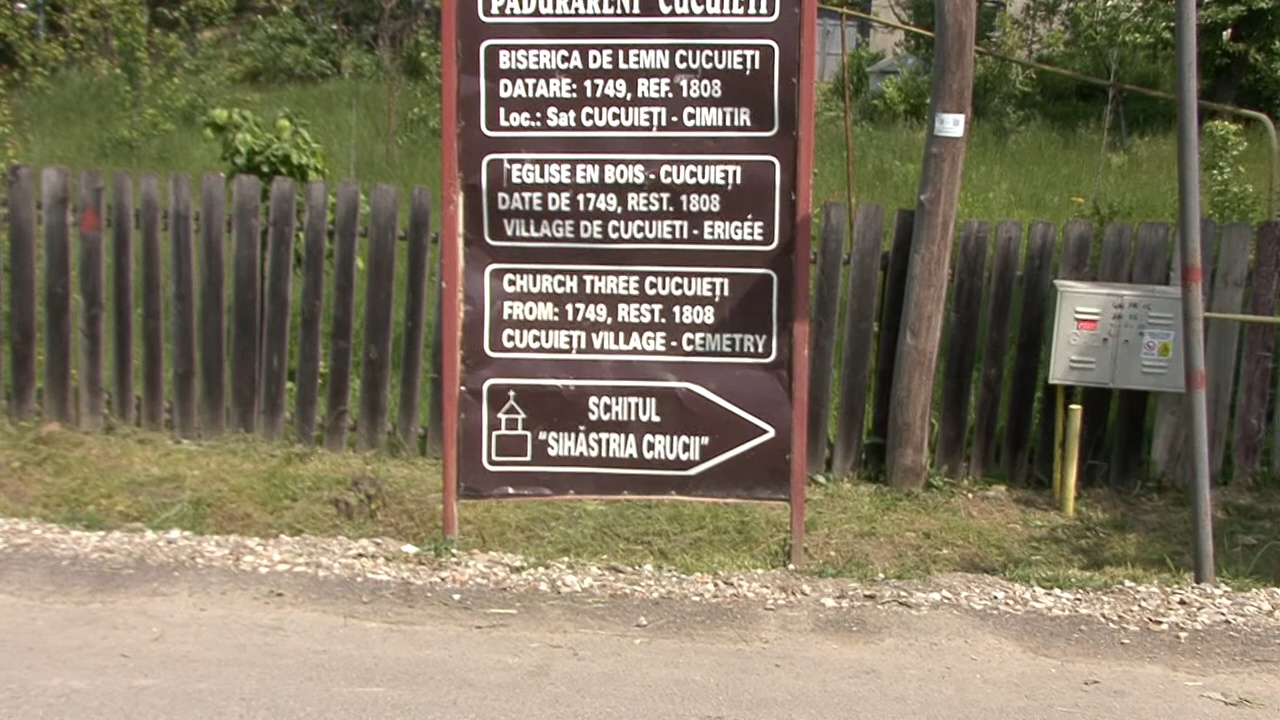 PĂDURĂRENI CUCUIEȚI
BISERICA DE LEMN CUCUIEȚI
DATARE: 1749, REF. 1808
Loc.: Sat CUCUIEȚI - CIMITIR
EGLISE EN BOIS - CUCUIEȚI
DATE DE 1749, REST. 1808
VILLAGE DE CUCUIETI - ERIGÉE
CHURCH THREE CUCUIEȚI
FROM: 1749, REST. 1808
CUCUIEȚI VILLAGE - CEMETRY
SCHITUL
“SIHĂSTRIA CRUCII”